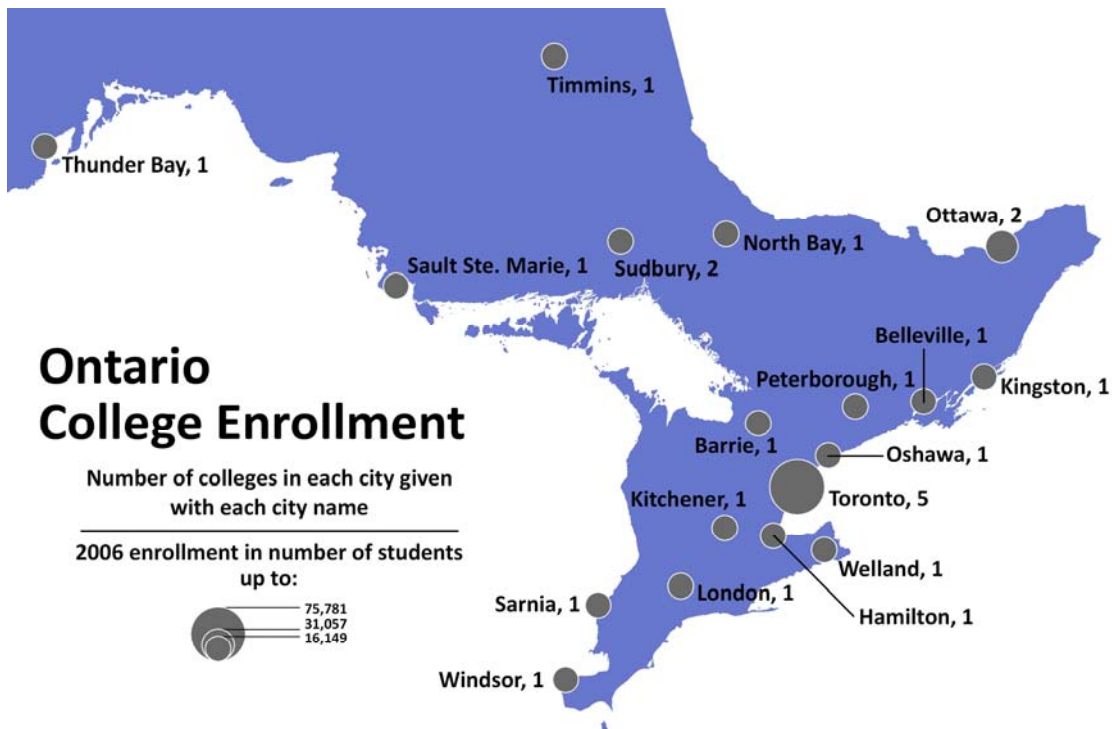 Timmins, 1
Thunder Bay, 1
Ottawa, 2
North Bay, 1
Sault Ste. Marie, 1
Sudbury, 2
Belleville, 1
Peterborough, 1
Kingston, 1
Barrie, 1
Oshawa, 1
Toronto, 5
Kitchener, 1
Welland, 1
London, 1
Sarnia, 1
Hamilton, 1
Windsor, 1
Ontario
College Enrollment
Number of colleges in each city given
with each city name
2006 enrollment in number of students
up to:
75,781
31,057
16,149